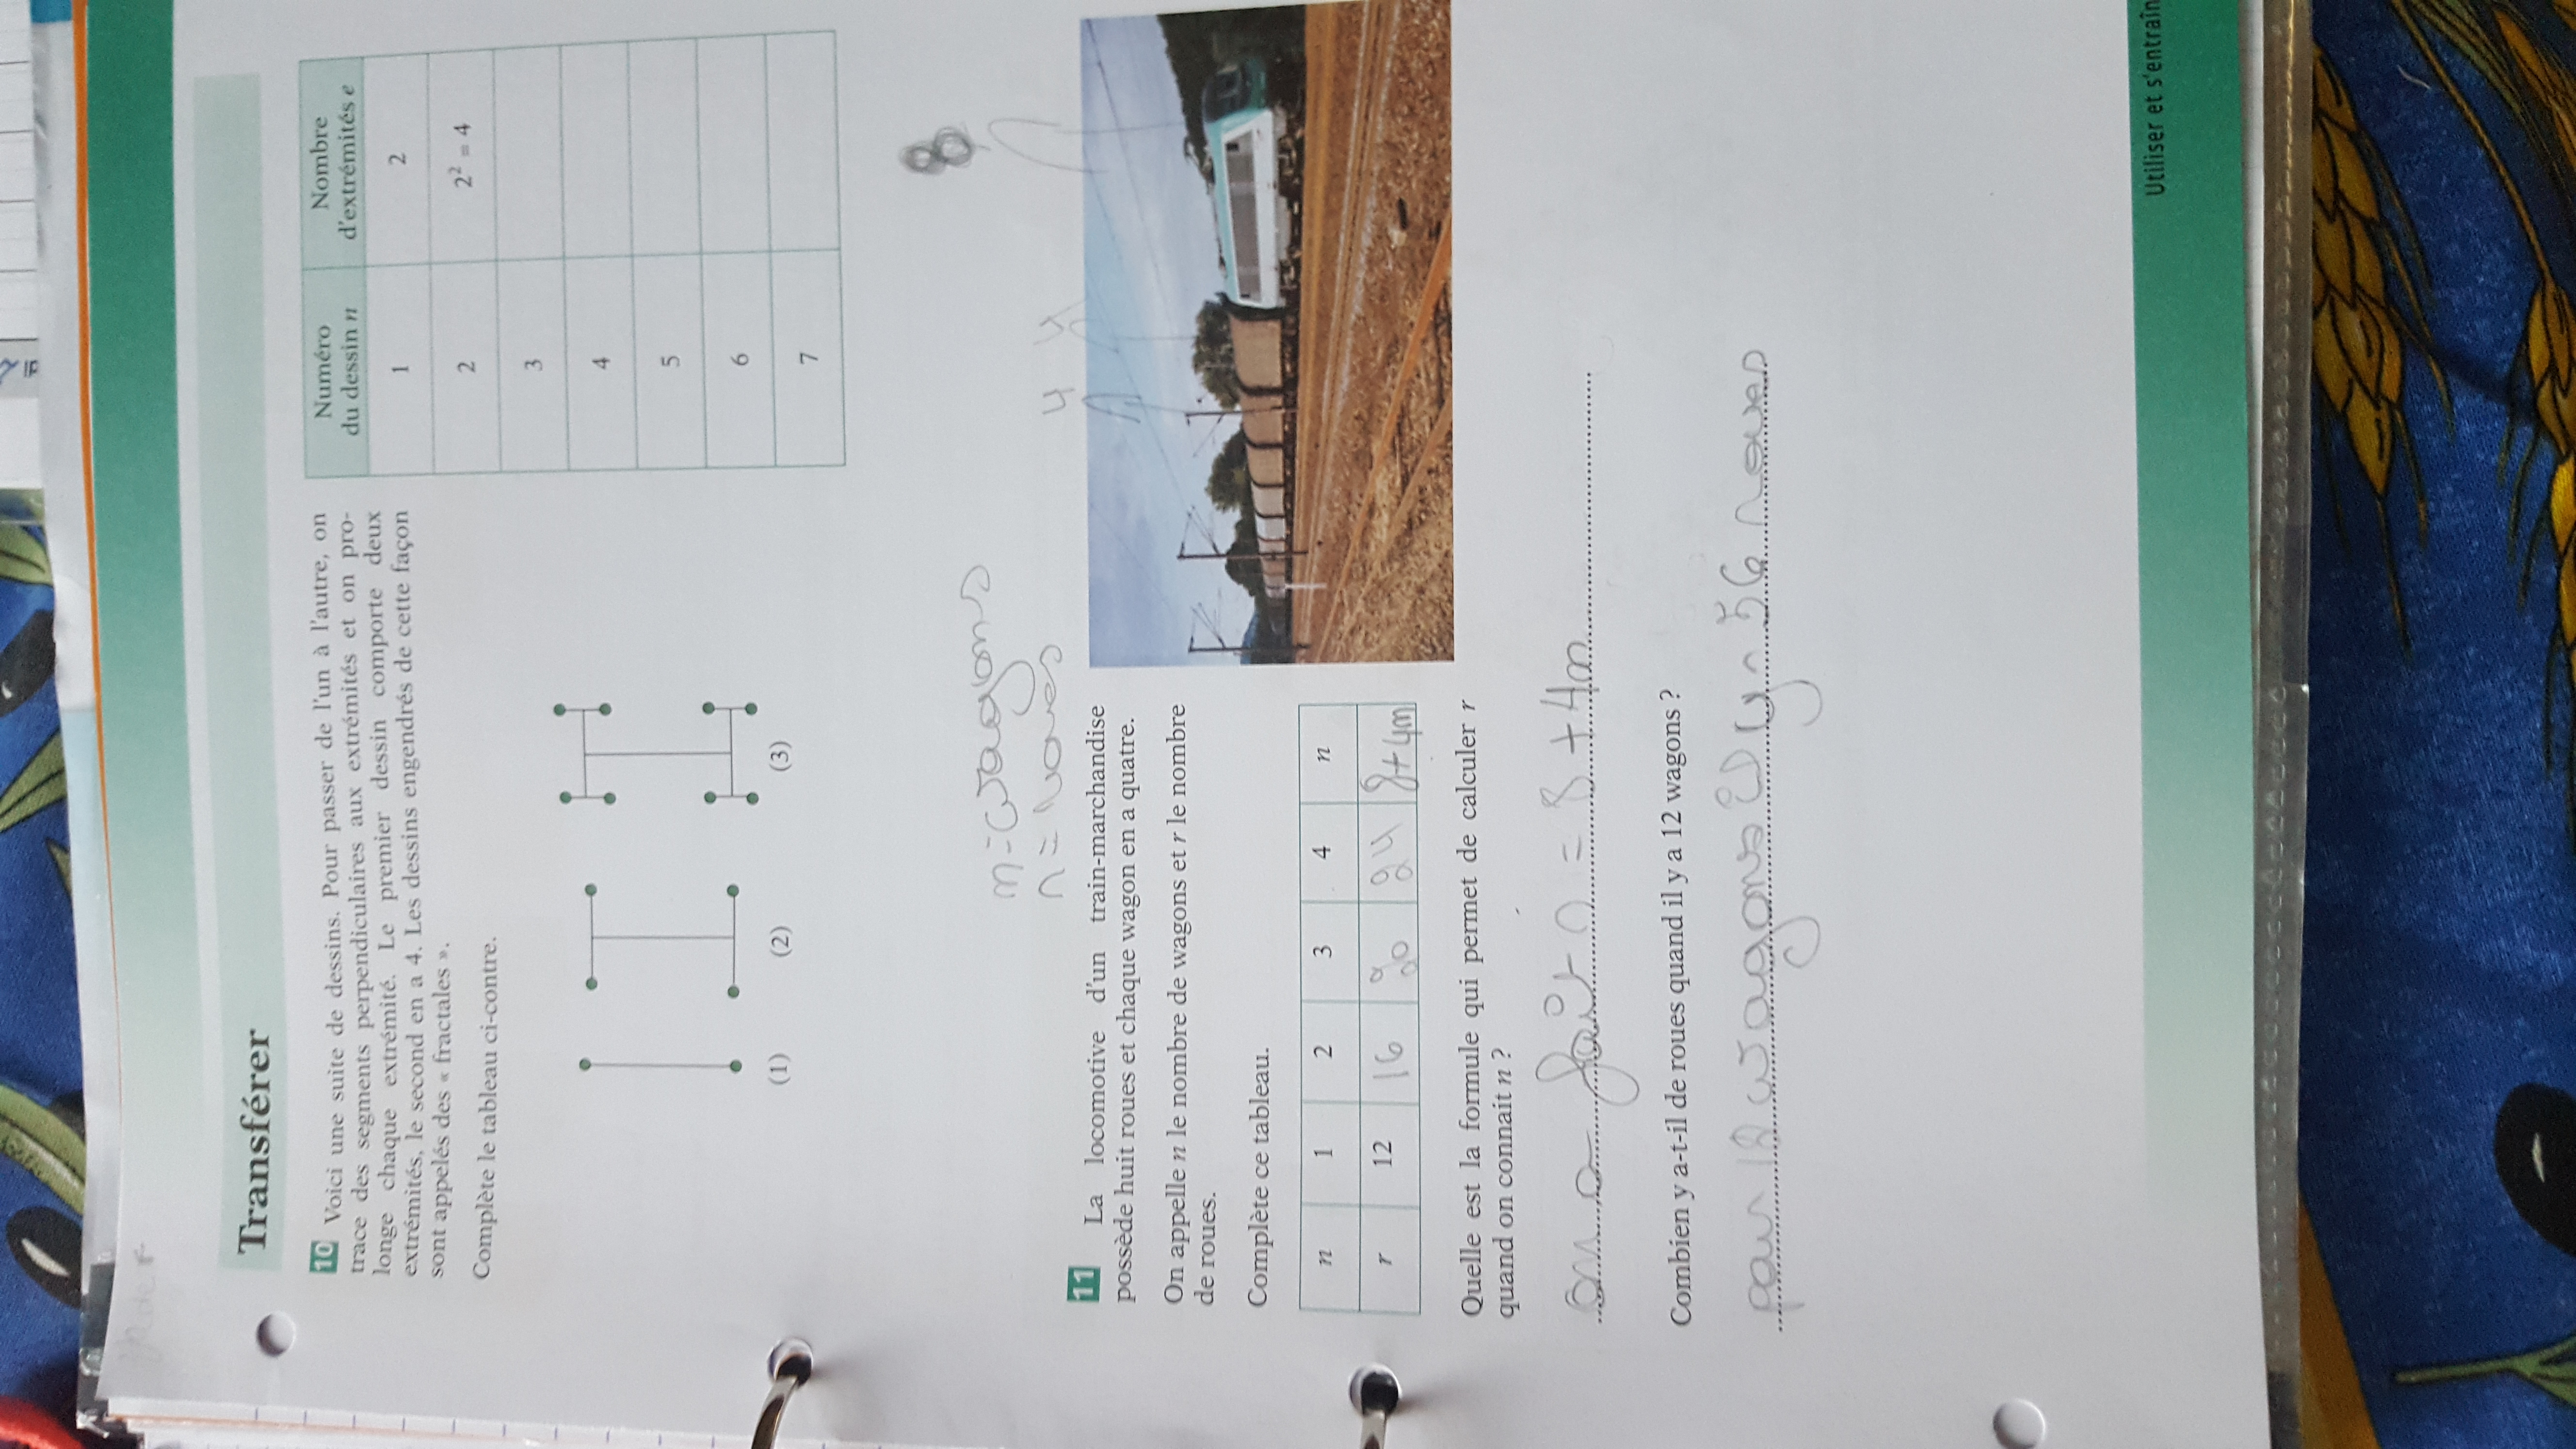 Transférer
10 Voici une suite de dessins. Pour passer de l'un à l'autre, on
trace des segments perpendiculaires aux extrémités et on pro-
longe chaque extrémité. Le premier dessin comporte deux
extrémités, le second en a 4. Les dessins engendrés de cette façon
sont appelés des « fractales ».
Complète le tableau ci-contre.
(1) (2) (3)
Numéro du dessin n Nombre d'extrémités e
1 2
2 2² = 4
3
4
5
6
7
8
n = wagons
r = roues
4 4
11 La locomotive d'un train-marchandise
possède huit roues et chaque wagon en a quatre.
On appelle n le nombre de wagons et r le nombre
de roues.
Complète ce tableau.
n 1 2 3 4 n
r 12 16 20 24 8+4n
Quelle est la formule qui permet de calculer r
quand on connait n ?
on a fait r = 8 + 4n
Combien y a-t-il de roues quand il y a 12 wagons ?
pour 12 wagons il y a 56 roues
Utiliser et s'entraîn